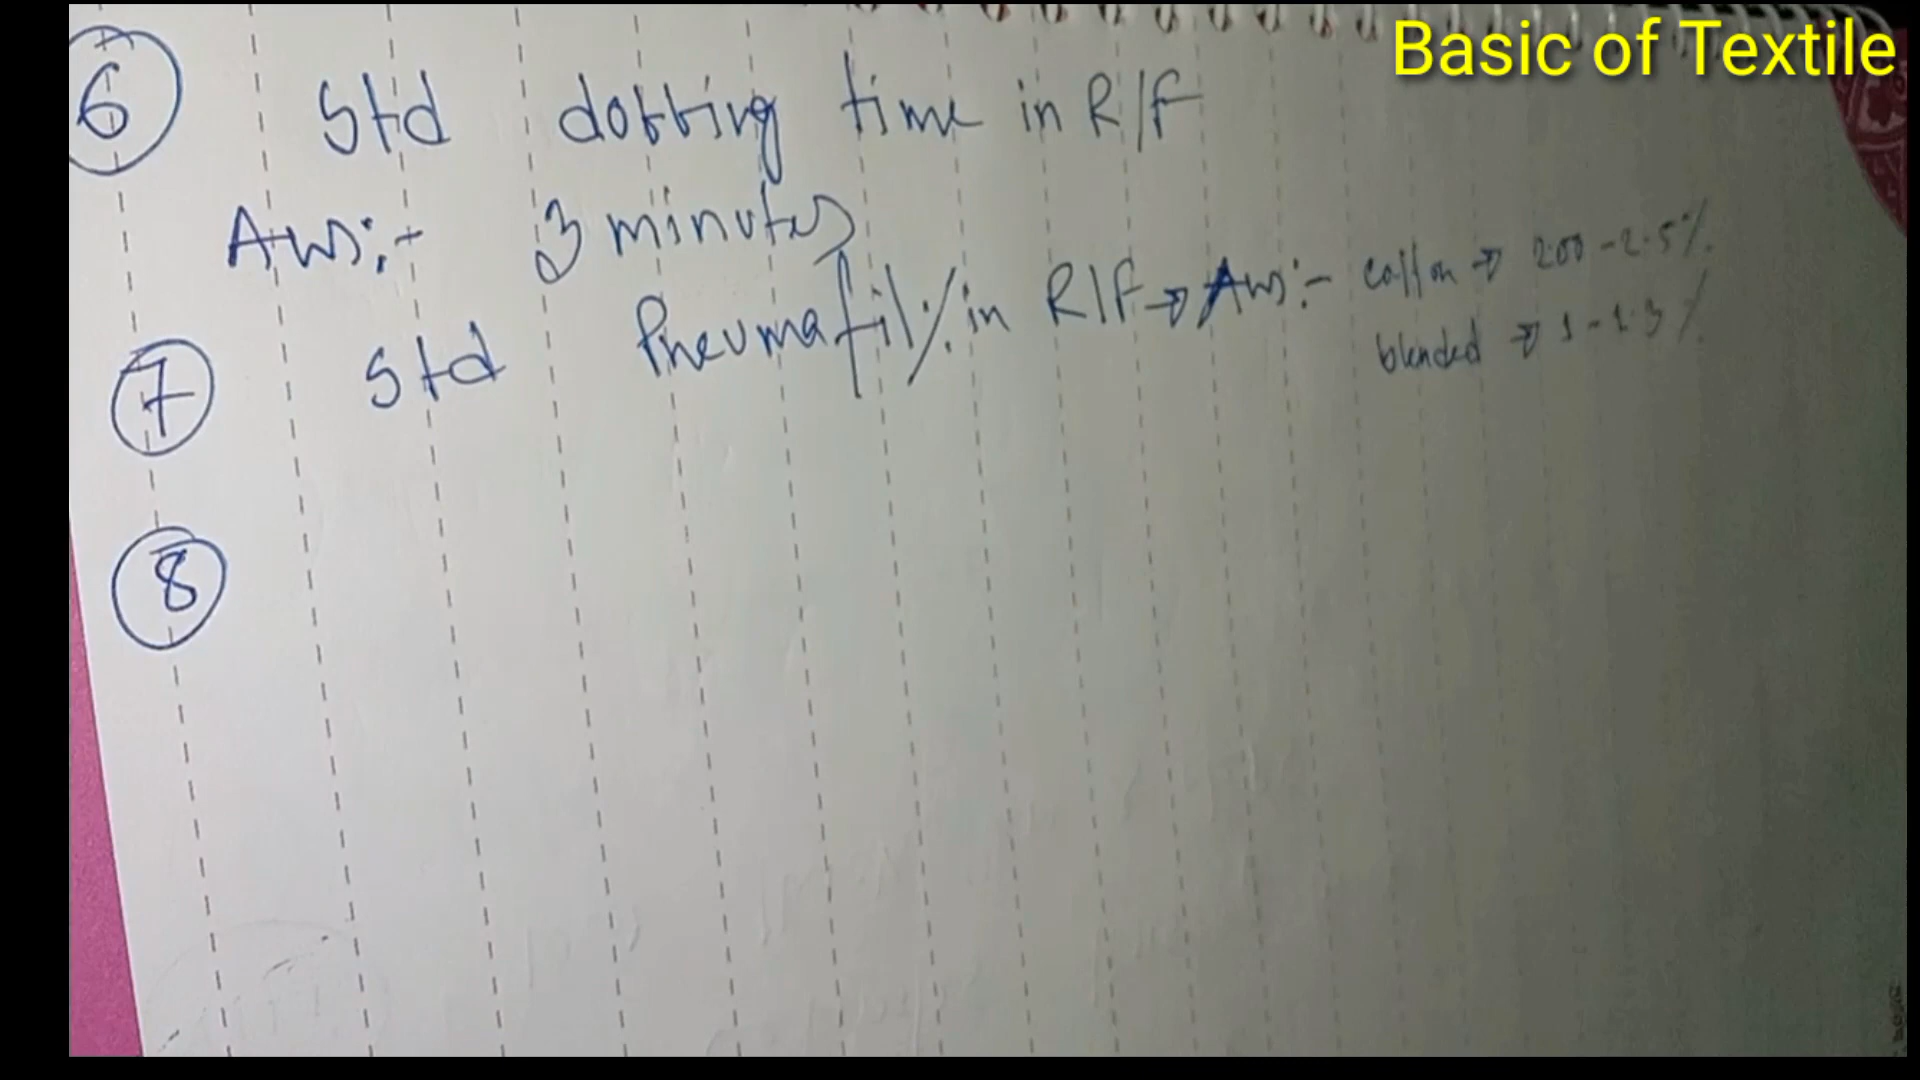 Basic of Textile
6 Std doffing time in R/F
Ans:- 3 minutes
7 Std Pneumafil % in R/F → Ans:- cotton → 2.00 - 2.5%
blended → 1 - 1.3%
8